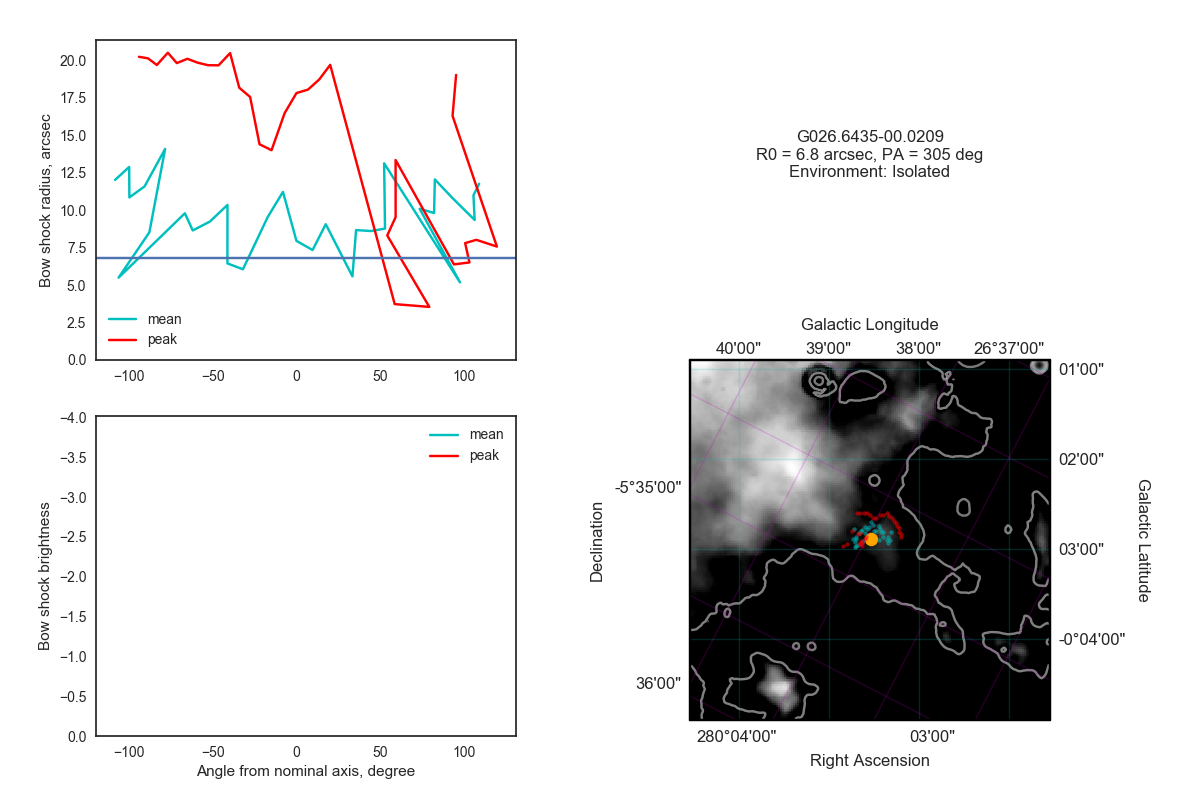 20.0
17.5
15.0
12.5
10.0
7.5
5.0
2.5
0.0
Bow shock radius, arcsec
mean
peak
−100
−50
0
50
100
−4.0
−3.5
−3.0
−2.5
−2.0
−1.5
−1.0
−0.5
0.0
Bow shock brightness
mean
peak
−100
−50
0
50
100
Angle from nominal axis, degree
G026.6435-00.0209
R0 = 6.8 arcsec, PA = 305 deg
Environment: Isolated
Galactic Longitude
40'00"
39'00"
38'00"
26°37'00"
01'00"
02'00"
03'00"
-0°04'00"
Galactic Latitude
-5°35'00"
36'00"
Declination
280°04'00"
03'00"
Right Ascension